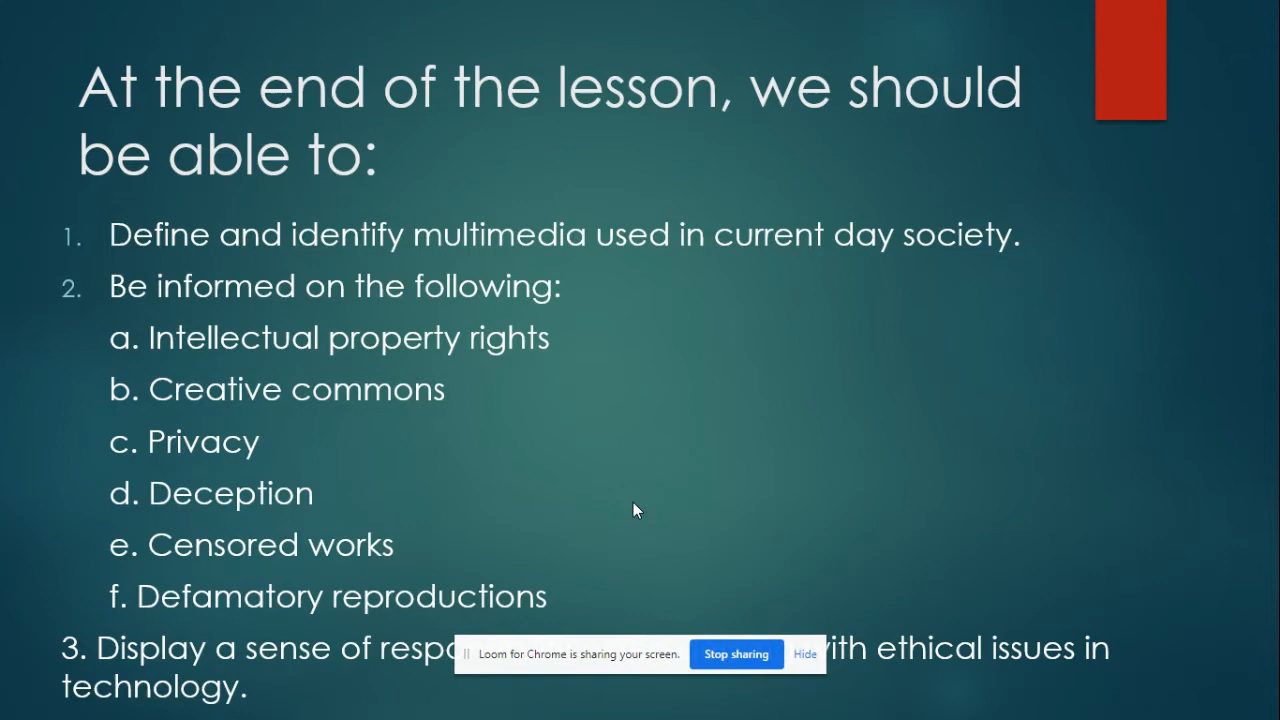 At the end of the lesson, we should
be able to:
1. Define and identify multimedia used in current day society.
2. Be informed on the following:
a. Intellectual property rights
b. Creative commons
c. Privacy
d. Deception
e. Censored works
f. Defamatory reproductions
3. Display a sense of with ethical issues in
technology.
Loom for Chrome is sharing your screen. Stop sharing Hide